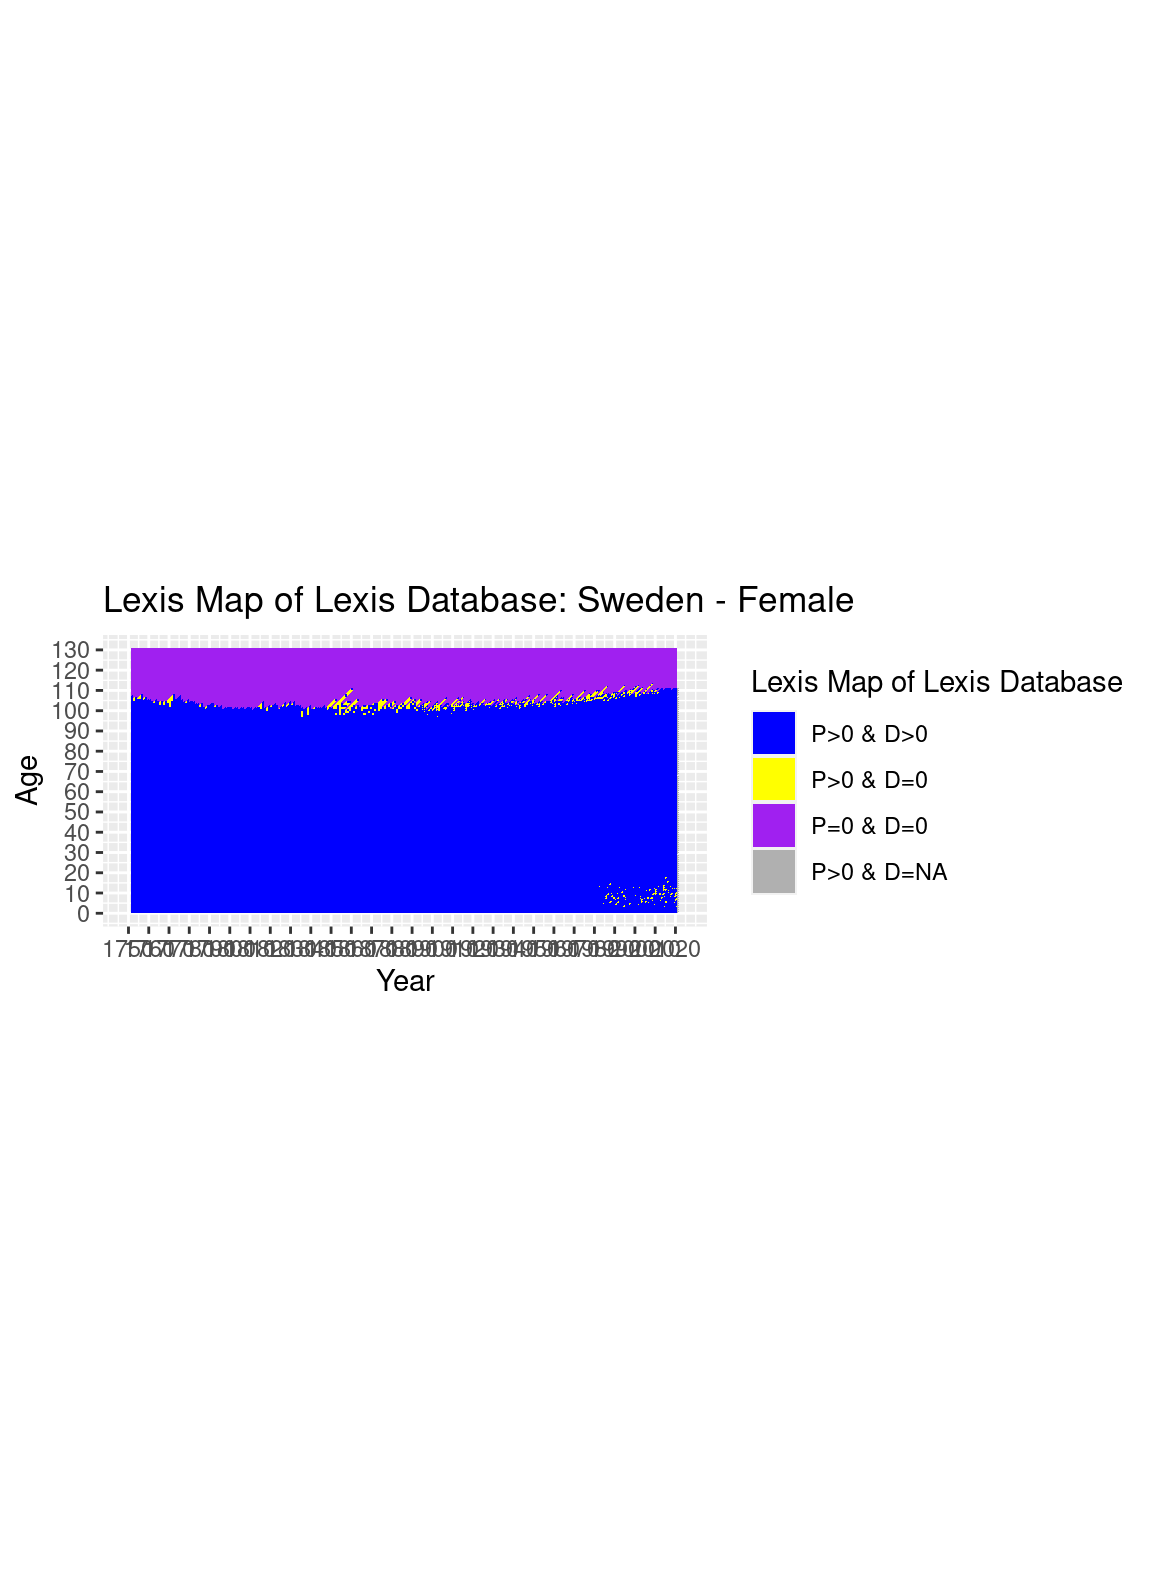 Lexis Map of Lexis Database: Sweden - Female
130
120
110
100
90
80
70
60
50
40
30
20
10
0
Age
Year
Lexis Map of Lexis Database
P>0 & D>0
P>0 & D=0
P=0 & D=0
P>0 & D=NA